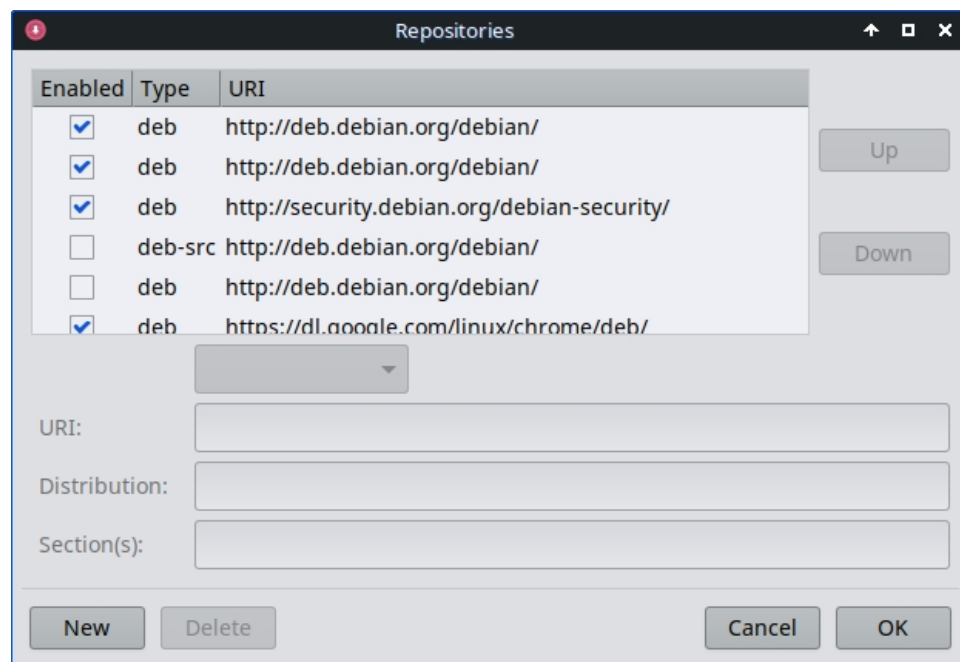 Repositories
Enabled Type URI
deb http://deb.debian.org/debian/
Up
deb http://deb.debian.org/debian/
deb http://security.debian.org/debian-security/
deb-src http://deb.debian.org/debian/
Down
deb http://deb.debian.org/debian/
deb https://dl.google.com/linux/chrome/deb/
URI:
Distribution:
Section(s):
New Delete Cancel OK